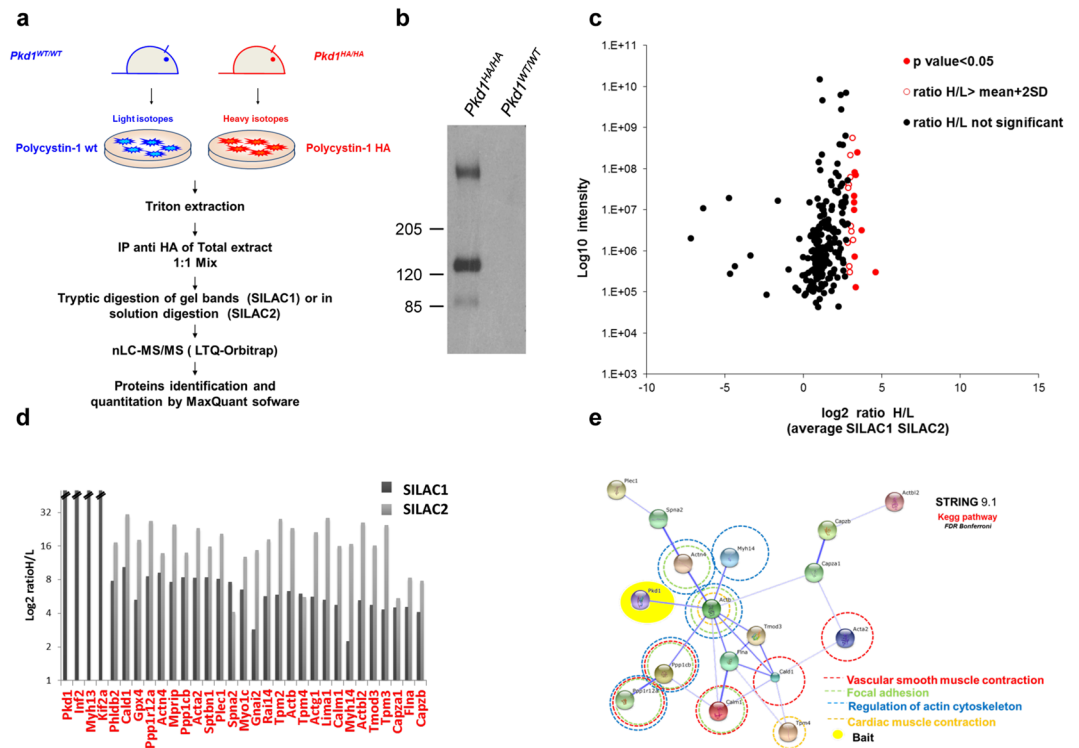 a
Pkd1WT/WT
Pkd1HA/HA
Light isotopes
Heavy isotopes
Polycystin-1 wt
Polycystin-1 HA
Triton extraction
IP anti HA of Total extract
1:1 Mix
Tryptic digestion of gel bands (SILAC1) or in
solution digestion (SILAC2)
nLC-MS/MS ( LTQ-Orbitrap)
Proteins identification and
quantitation by MaxQuant sofware
b
Pkd1HA/HA
Pkd1WT/WT
205
120
85
c
1.E+11
1.E+10
1.E+09
1.E+08
1.E+07
1.E+06
1.E+05
1.E+04
1.E+03
Log10 intensity
-10
-5
0
5
10
15
log2 ratio H/L
(average SILAC1 SILAC2)
p value<0.05
ratio H/L> mean+2SD
ratio H/L not significant
d
SILAC1
SILAC2
Log2 ratioH/L
32
16
8
4
2
1
Pkd1
Inf2
Myh13
Kif2a
Phldb2
Cald1
Gpx4
Ppp1r12a
Actn4
Mprip
Ppp1cb
Acta2
Sptbn1
Plec1
Spna2
Myo1c
Gnai2
Rai14
Tjam2
Actb
Tpm4
Actg1
Lima1
Calm1
Myh14
Actbl2
Tmod3
Tpm3
Capza1
Flna
Capzb
e
STRING 9.1
Kegg pathway
FDR Bonferroni
Plec1
Spna2
Actn4
Myh14
Pkd1
Actb
Actbl2
Capzb
Capza1
Acta2
Tmod3
Flna
Cald1
Ppp1cb
Ppp1r12a
Calm1
Tpm4
Vascular smooth muscle contraction
Focal adhesion
Regulation of actin cytoskeleton
Cardiac muscle contraction
Bait